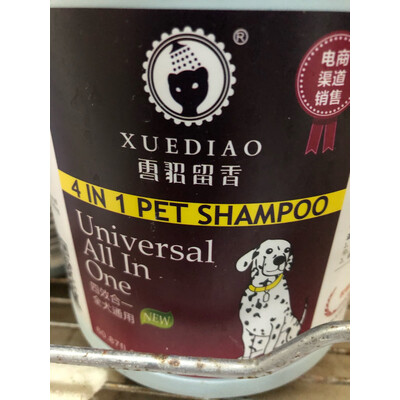 ®
电商
渠道
销售
XUEDIAO
雪貂留香
4 IN 1 PET SHAMPOO
Universal
All In
One
四效合一
全犬通用
NEW